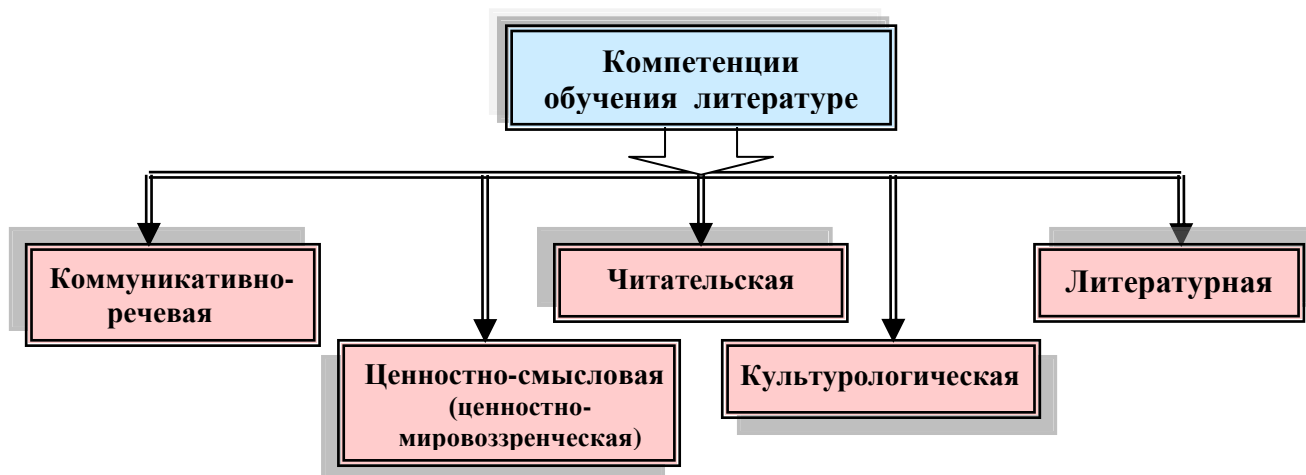 Компетенции
обучения литературе
Коммуникативно-
речевая
Читательская
Литературная
Ценностно-смысловая
(ценностно-
мировоззренческая)
Культурологическая